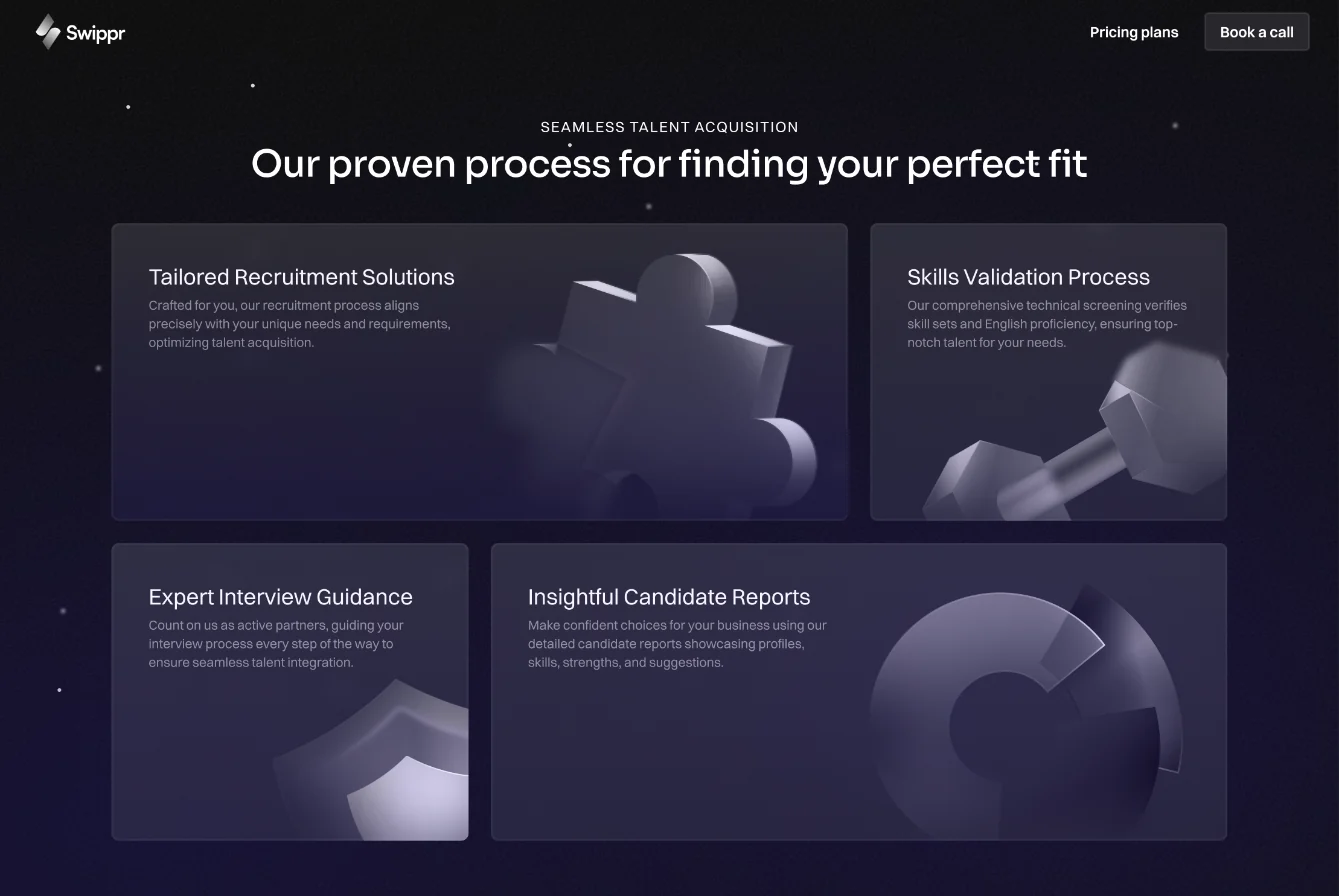 Swippr
Pricing plans
Book a call
SEAMLESS TALENT ACQUISITION
Our proven process for finding your perfect fit
Tailored Recruitment Solutions
Crafted for you, our recruitment process aligns
precisely with your unique needs and requirements,
optimizing talent acquisition.
Skills Validation Process
Our comprehensive technical screening verifies
skill sets and English proficiency, ensuring top-
notch talent for your needs.
Expert Interview Guidance
Count on us as active partners, guiding your
interview process every step of the way to
ensure seamless talent integration.
Insightful Candidate Reports
Make confident choices for your business using our
detailed candidate reports showcasing profiles,
skills, strengths, and suggestions.